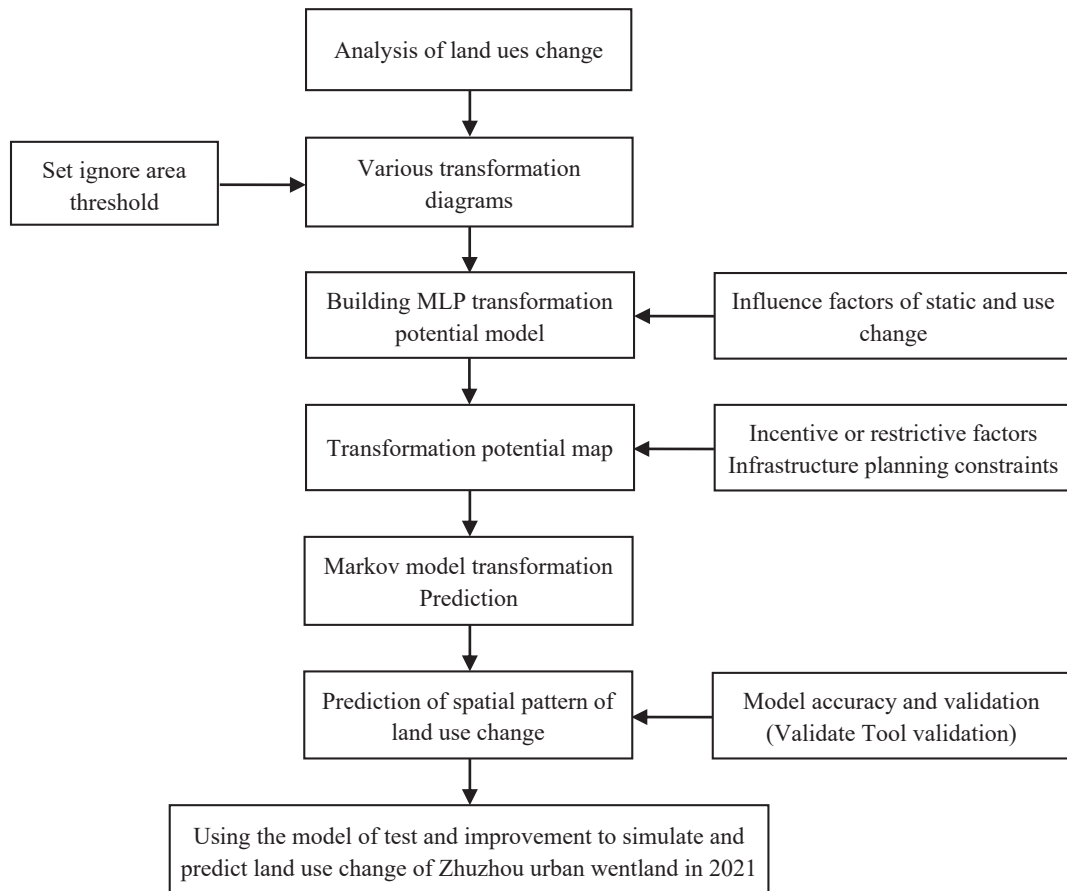 Analysis of land ues change
Set ignore area
threshold
Various transformation
diagrams
Building MLP transformation
potential model
Influence factors of static and use
change
Transformation potential map
Incentive or restrictive factors
Infrastructure planning constraints
Markov model transformation
Prediction
Prediction of spatial pattern of
land use change
Model accuracy and validation
(Validate Tool validation)
Using the model of test and improvement to simulate and
predict land use change of Zhuzhou urban wentland in 2021